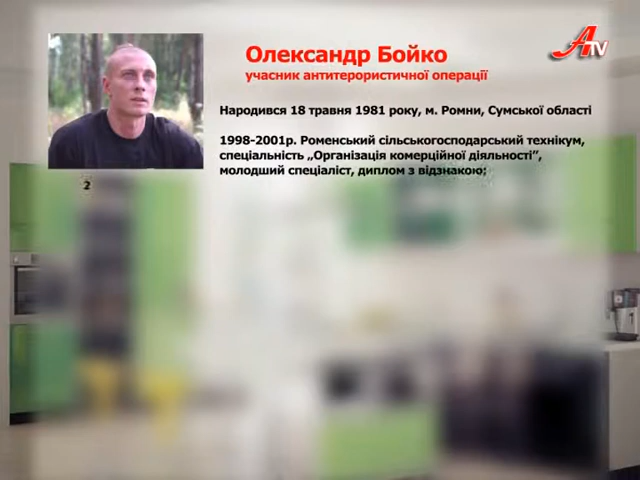 Олександр Бойко
учасник антитерористичної операції
ATV
Народився 18 травня 1981 року, м. Ромни, Сумської області
1998-2001р. Роменський сільськогосподарський технікум,
спеціальність „Організація комерційної діяльності”,
молодший спеціаліст, диплом з відзнакою;
2